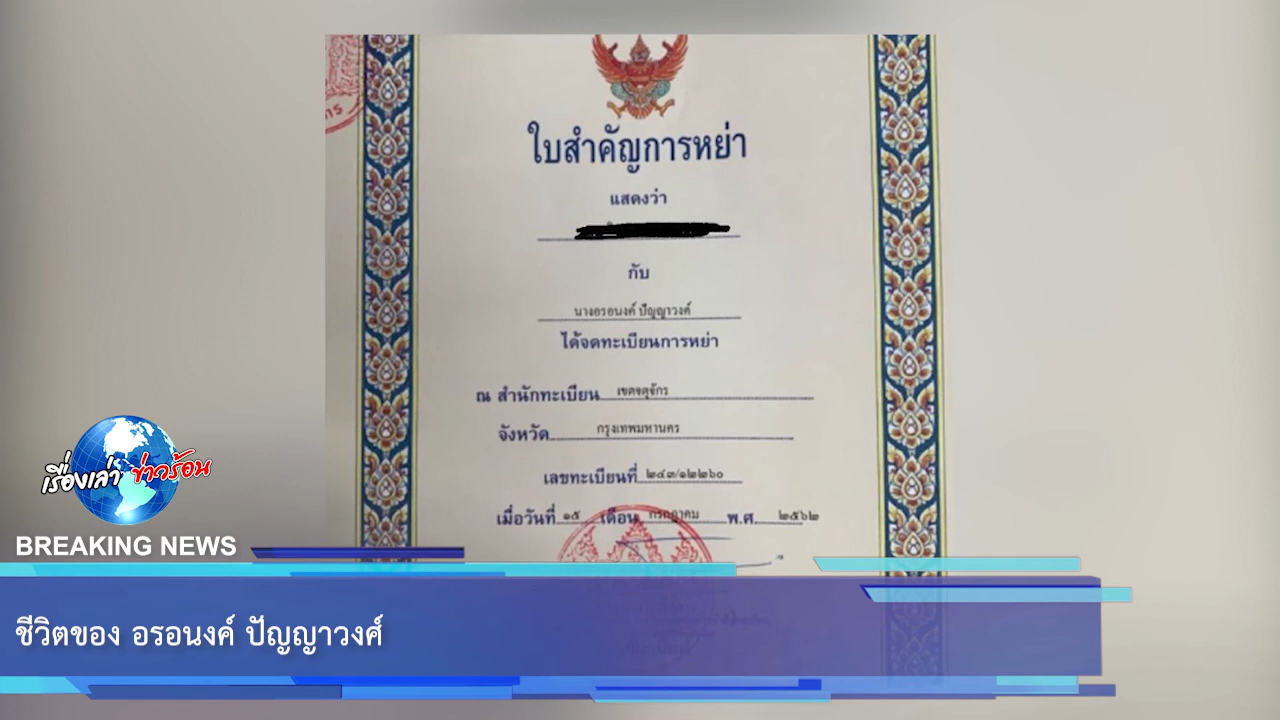 ใบสำคัญการหย่า
แสดงว่า
กับ
นางอรอนงค์ ปัญญาวงค์
ได้จดทะเบียนการหย่า
ณ สำนักทะเบียน เขตจตุจักร
จังหวัด กรุงเทพมหานคร
เลขทะเบียนที่ ๒๔๓/๑๒๒๖๐
เมื่อวันที่ ๑๕ เดือน กรกฎาคม พ.ศ. ๒๕๖๒
เรื่องเล่า ข่าวร้อน
BREAKING NEWS
ชีวิตของ อรอนงค์ ปัญญาวงศ์